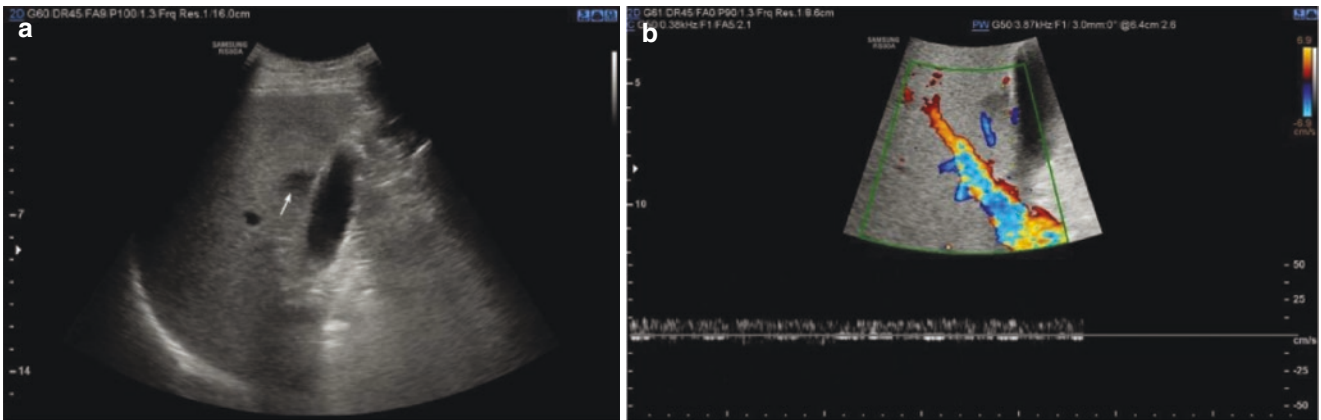 2D G60/DR45/FA9/P100/1.3/Frq Res.1/16.0cm
a
SAMSUNG
RS80A
7
14
2D G61/DR45/FA0/P90/1.3/Frq Res.1/9.6cm
C G50/0.38kHz/F1/FA5/2.1
PW G50/3.87kHz/F1/3.0mm:0°@6.4cm/2.6
b
SAMSUNG
RS80A
6.9
-6.9
cm/s
5
10
50
25
cm/s
-25
-50